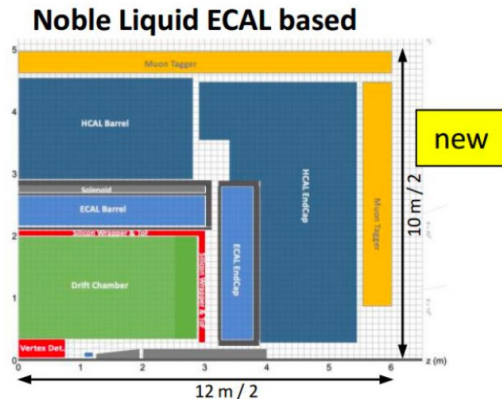 Noble Liquid ECAL based
5
Muon Tagger
4
HCAL Barrel
new
3
Solenoid
HCAL EndCap
Muon Tagger
10 m / 2
ECAL Barrel
2
Silicon Wrapper & ToF
ECAL EndCap
Silicon Wrapper & ToF
Drift Chamber
1
Vertex Det.
0
0 1 2 3 4 5 6 z (m)
12 m / 2